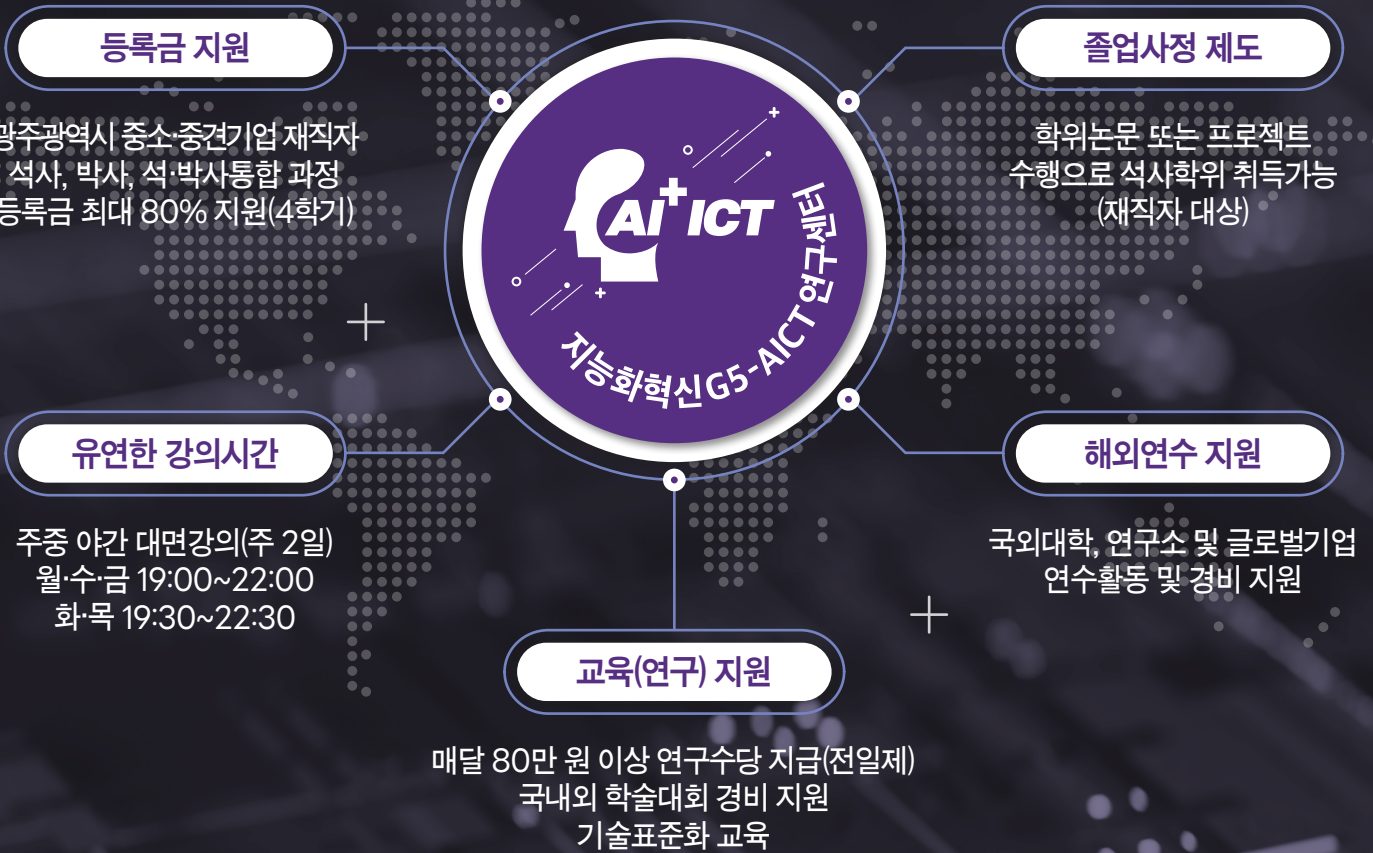 등록금 지원
광주광역시 중소·중견기업 재직자
석사, 박사, 석·박사통합 과정
등록금 최대 80% 지원(4학기)
졸업사정 제도
학위논문 또는 프로젝트
수행으로 석사학위 취득가능
(재직자 대상)
AI+ ICT
지능화혁신G5-AICT연구센터
유연한 강의시간
주중 야간 대면강의(주 2일)
월·수·금 19:00~22:00
화·목 19:30~22:30
해외연수 지원
국외대학, 연구소 및 글로벌기업
연수활동 및 경비 지원
교육(연구) 지원
매달 80만 원 이상 연구수당 지급(전일제)
국내외 학술대회 경비 지원
기술표준화 교육